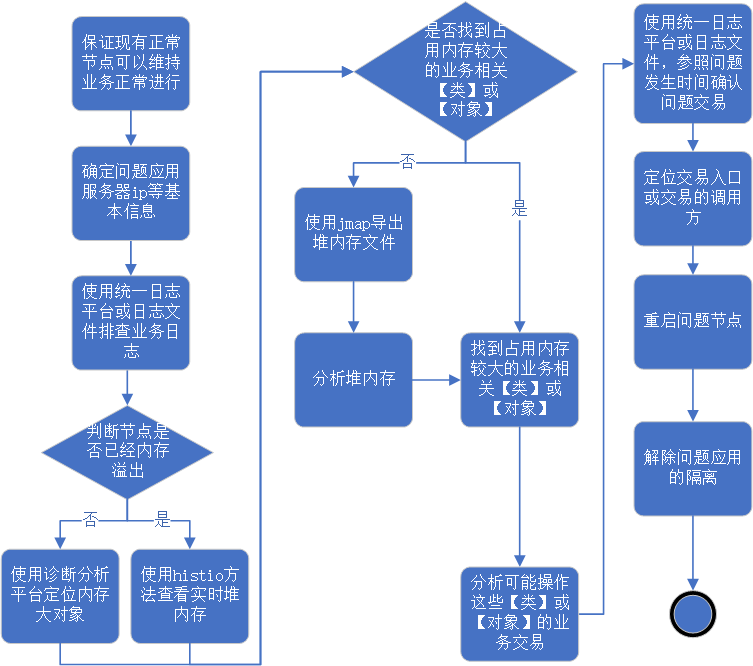 保证现有正常
节点可以维持
业务正常进行
确定问题应用
服务器ip等基
本信息
使用统一日志
平台或日志文
件排查业务日
志
判断节点是
否已经内存
溢出
否
是
使用诊断分析
平台定位内存
大对象
使用histio方
法查看实时堆
内存
是否找到占
用内存较大
的业务相关
【类】或
【对象】
否
是
使用jmap导出
堆内存文件
分析堆内存
找到占用内存
较大的业务相
关【类】或
【对象】
分析可能操作
这些【类】或
【对象】的业
务交易
使用统一日志
平台或日志文
件，参照问题
发生时间确认
问题交易
定位交易入口
或交易的调用
方
重启问题节点
解除问题应用
的隔离